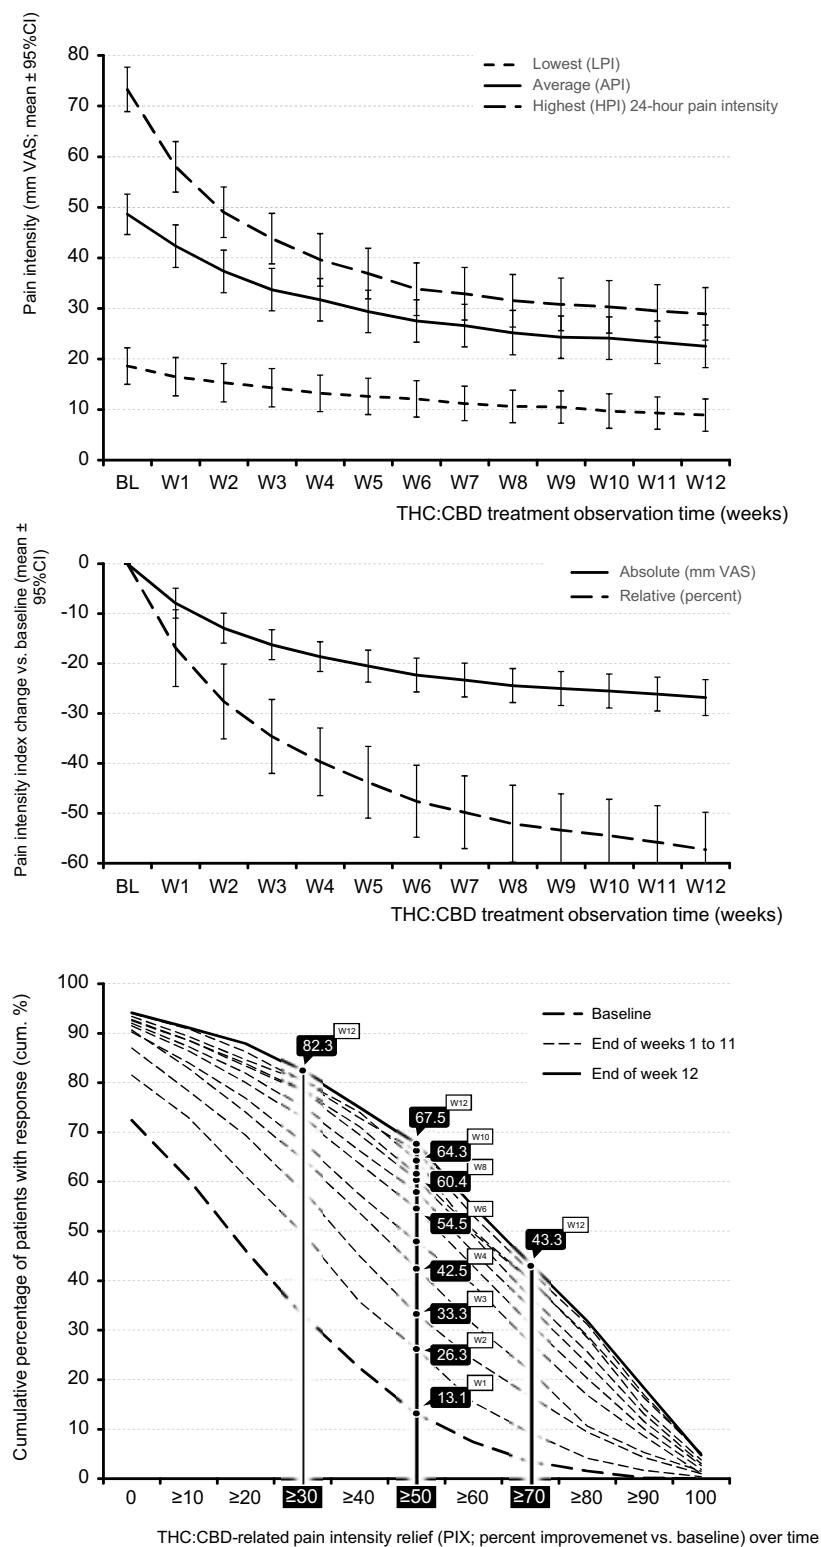 Pain intensity (mm VAS; mean ± 95%CI)
80
70
60
50
40
30
20
10
0
Lowest (LPI)
Average (API)
Highest (HPI) 24-hour pain intensity
BL W1 W2 W3 W4 W5 W6 W7 W8 W9 W10 W11 W12
THC:CBD treatment observation time (weeks)
Pain intensity index change vs. baseline (mean ±
95%CI)
0
-10
-20
-30
-40
-50
-60
Absolute (mm VAS)
Relative (percent)
BL W1 W2 W3 W4 W5 W6 W7 W8 W9 W10 W11 W12
THC:CBD treatment observation time (weeks)
Cumulative percentage of patients with response (cum. %)
100
90
80
70
60
50
40
30
20
10
0
Baseline
End of weeks 1 to 11
End of week 12
W12
82.3
W12
67.5
W10
64.3
W8
60.4
W6
54.5
W12
43.3
W4
42.5
W3
33.3
W2
26.3
W1
13.1
0 ≥10 ≥20 ≥30 ≥40 ≥50 ≥60 ≥70 ≥80 ≥90 100
THC:CBD-related pain intensity relief (PIX; percent improvemenet vs. baseline) over time